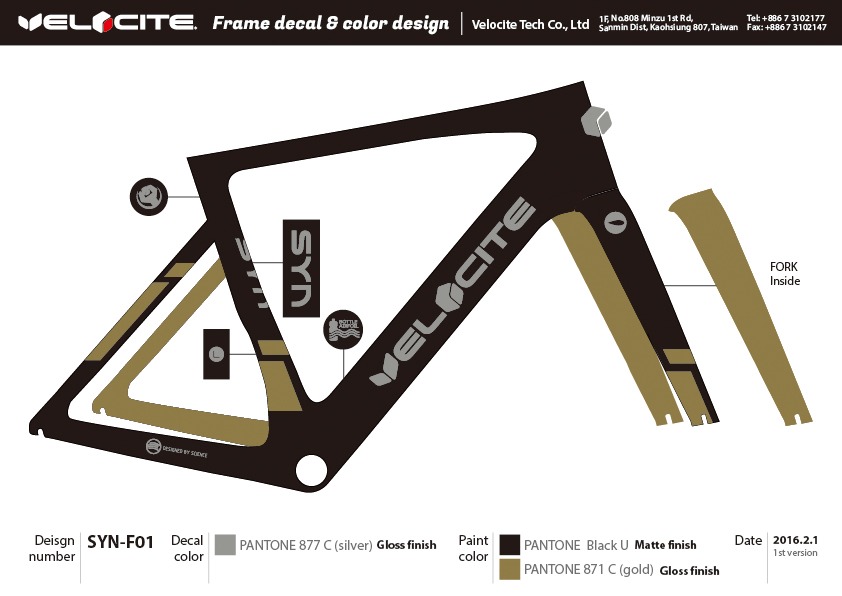 VELOCITE. Frame decal & color design Velocite Tech Co., Ltd
1F, No.808 Minzu 1st Rd,
Sanmin Dist, Kaohsiung 807, Taiwan
Tel: +886 7 3102177
Fax: +886 7 3102147
SYN
SYN
VELOCITE
BOTTLE
AEROFOIL
L
DESIGNED BY SCIENCE
FORK
Inside
Deisgn
number
SYN-F01
Decal
color
PANTONE 877 C (silver) Gloss finish
Paint
color
PANTONE Black U Matte finish
PANTONE 871 C (gold) Gloss finish
Date
2016.2.1
1st version